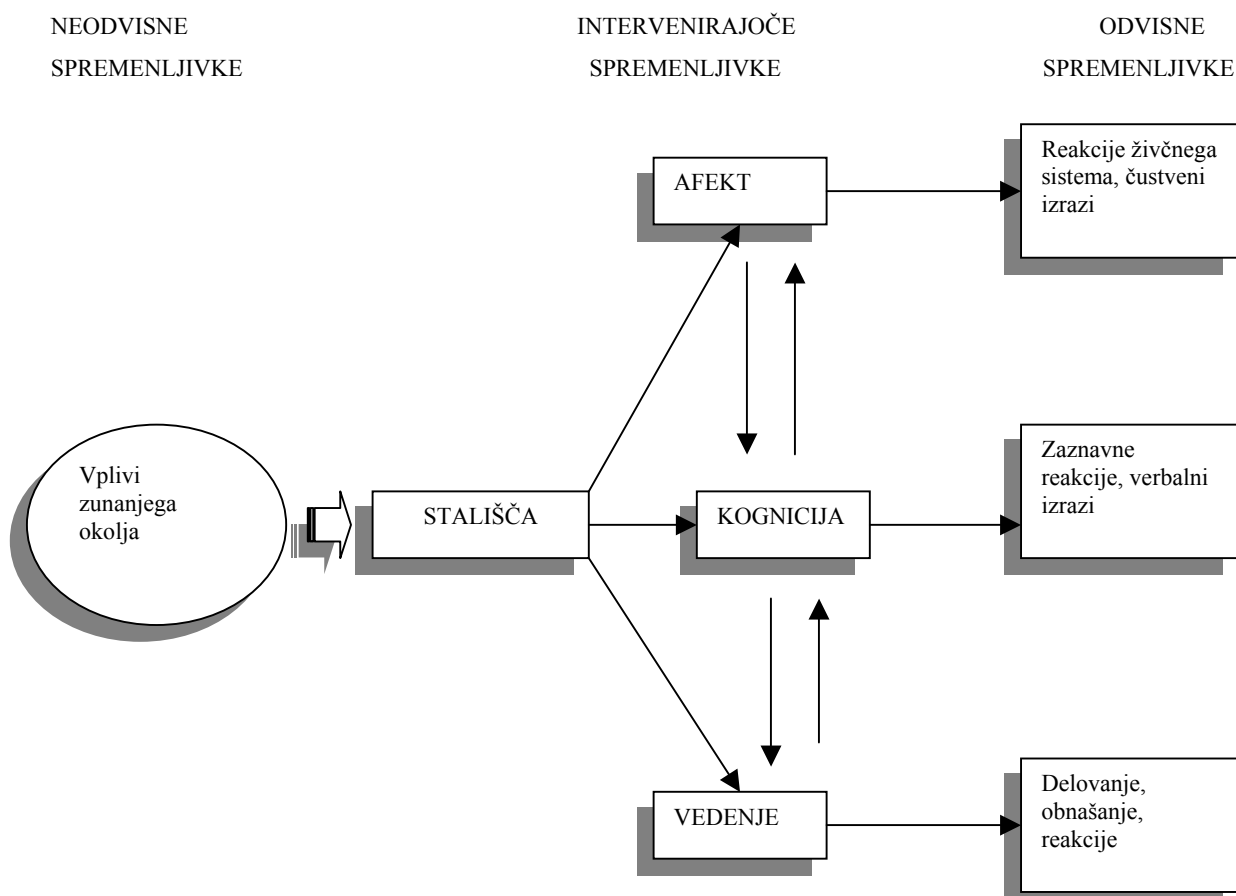 NEODVISNE
SPREMENLJIVKE
INTERVENIRAJOČE
SPREMENLJIVKE
ODVISNE
SPREMENLJIVKE
AFEKT
Reakcije živčnega
sistema, čustveni
izrazi
Vplivi
zunanjega
okolja
STALIŠČA
KOGNICIJA
Zaznavne
reakcije, verbalni
izrazi
VEDENJE
Delovanje,
obnašanje,
reakcije